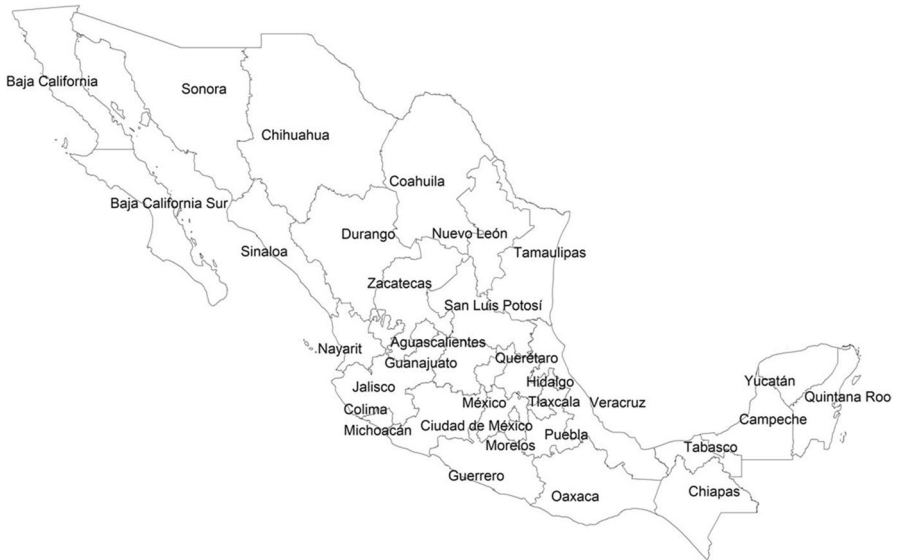 Baja California
Sonora
Chihuahua
Coahuila
Baja California Sur
Durango
Nuevo León
Sinaloa
Tamaulipas
Zacatecas
San Luis Potosí
Nayarit
Aguascalientes
Querétaro
Guanajuato
Yucatán
Hidalgo
Jalisco
Quintana Roo
México
Tlaxcala
Veracruz
Colima
Campeche
Ciudad de México
Michoacán
Puebla
Morelos
Tabasco
Guerrero
Chiapas
Oaxaca